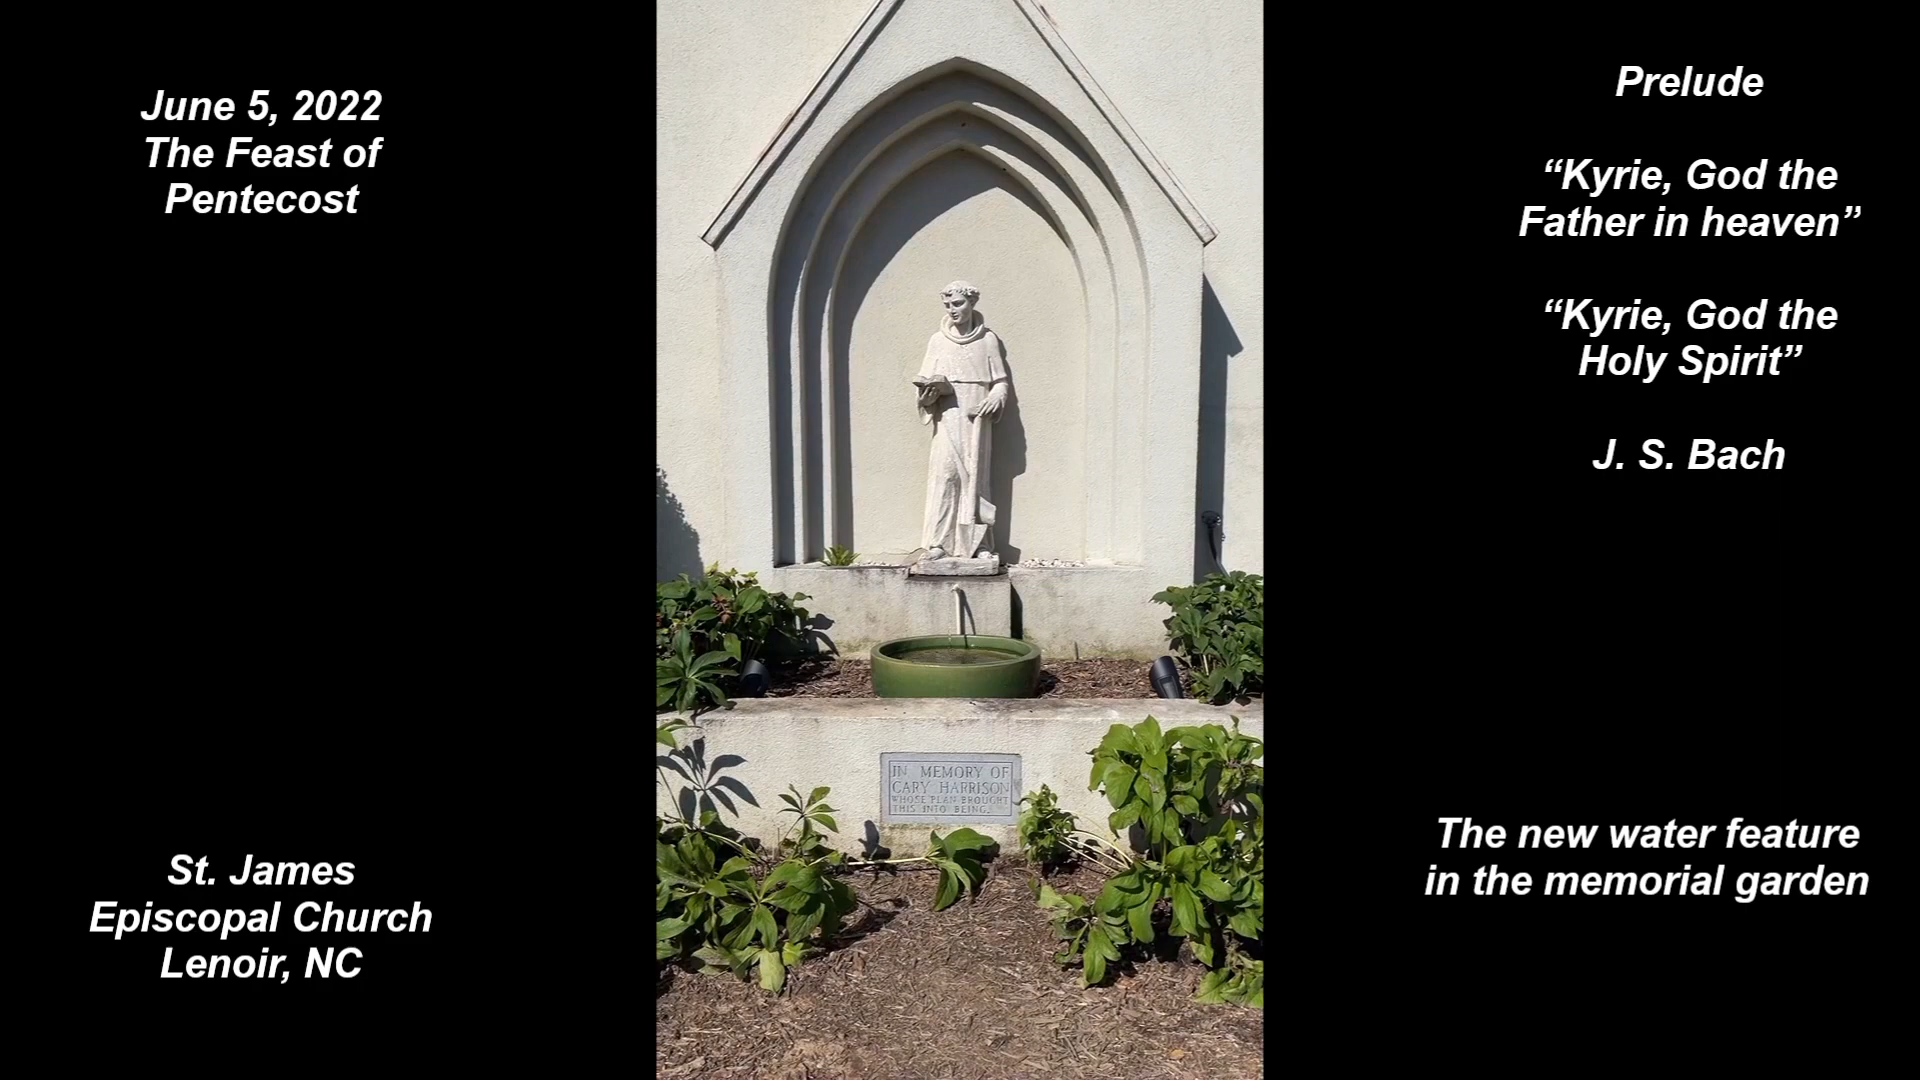 June 5, 2022
The Feast of
Pentecost
Prelude
“Kyrie, God the
Father in heaven”
“Kyrie, God the
Holy Spirit”
J. S. Bach
IN MEMORY OF
CARY HARRISON
WHOSE PLAN BROUGHT
THIS INTO BEING.
St. James
Episcopal Church
Lenoir, NC
The new water feature
in the memorial garden